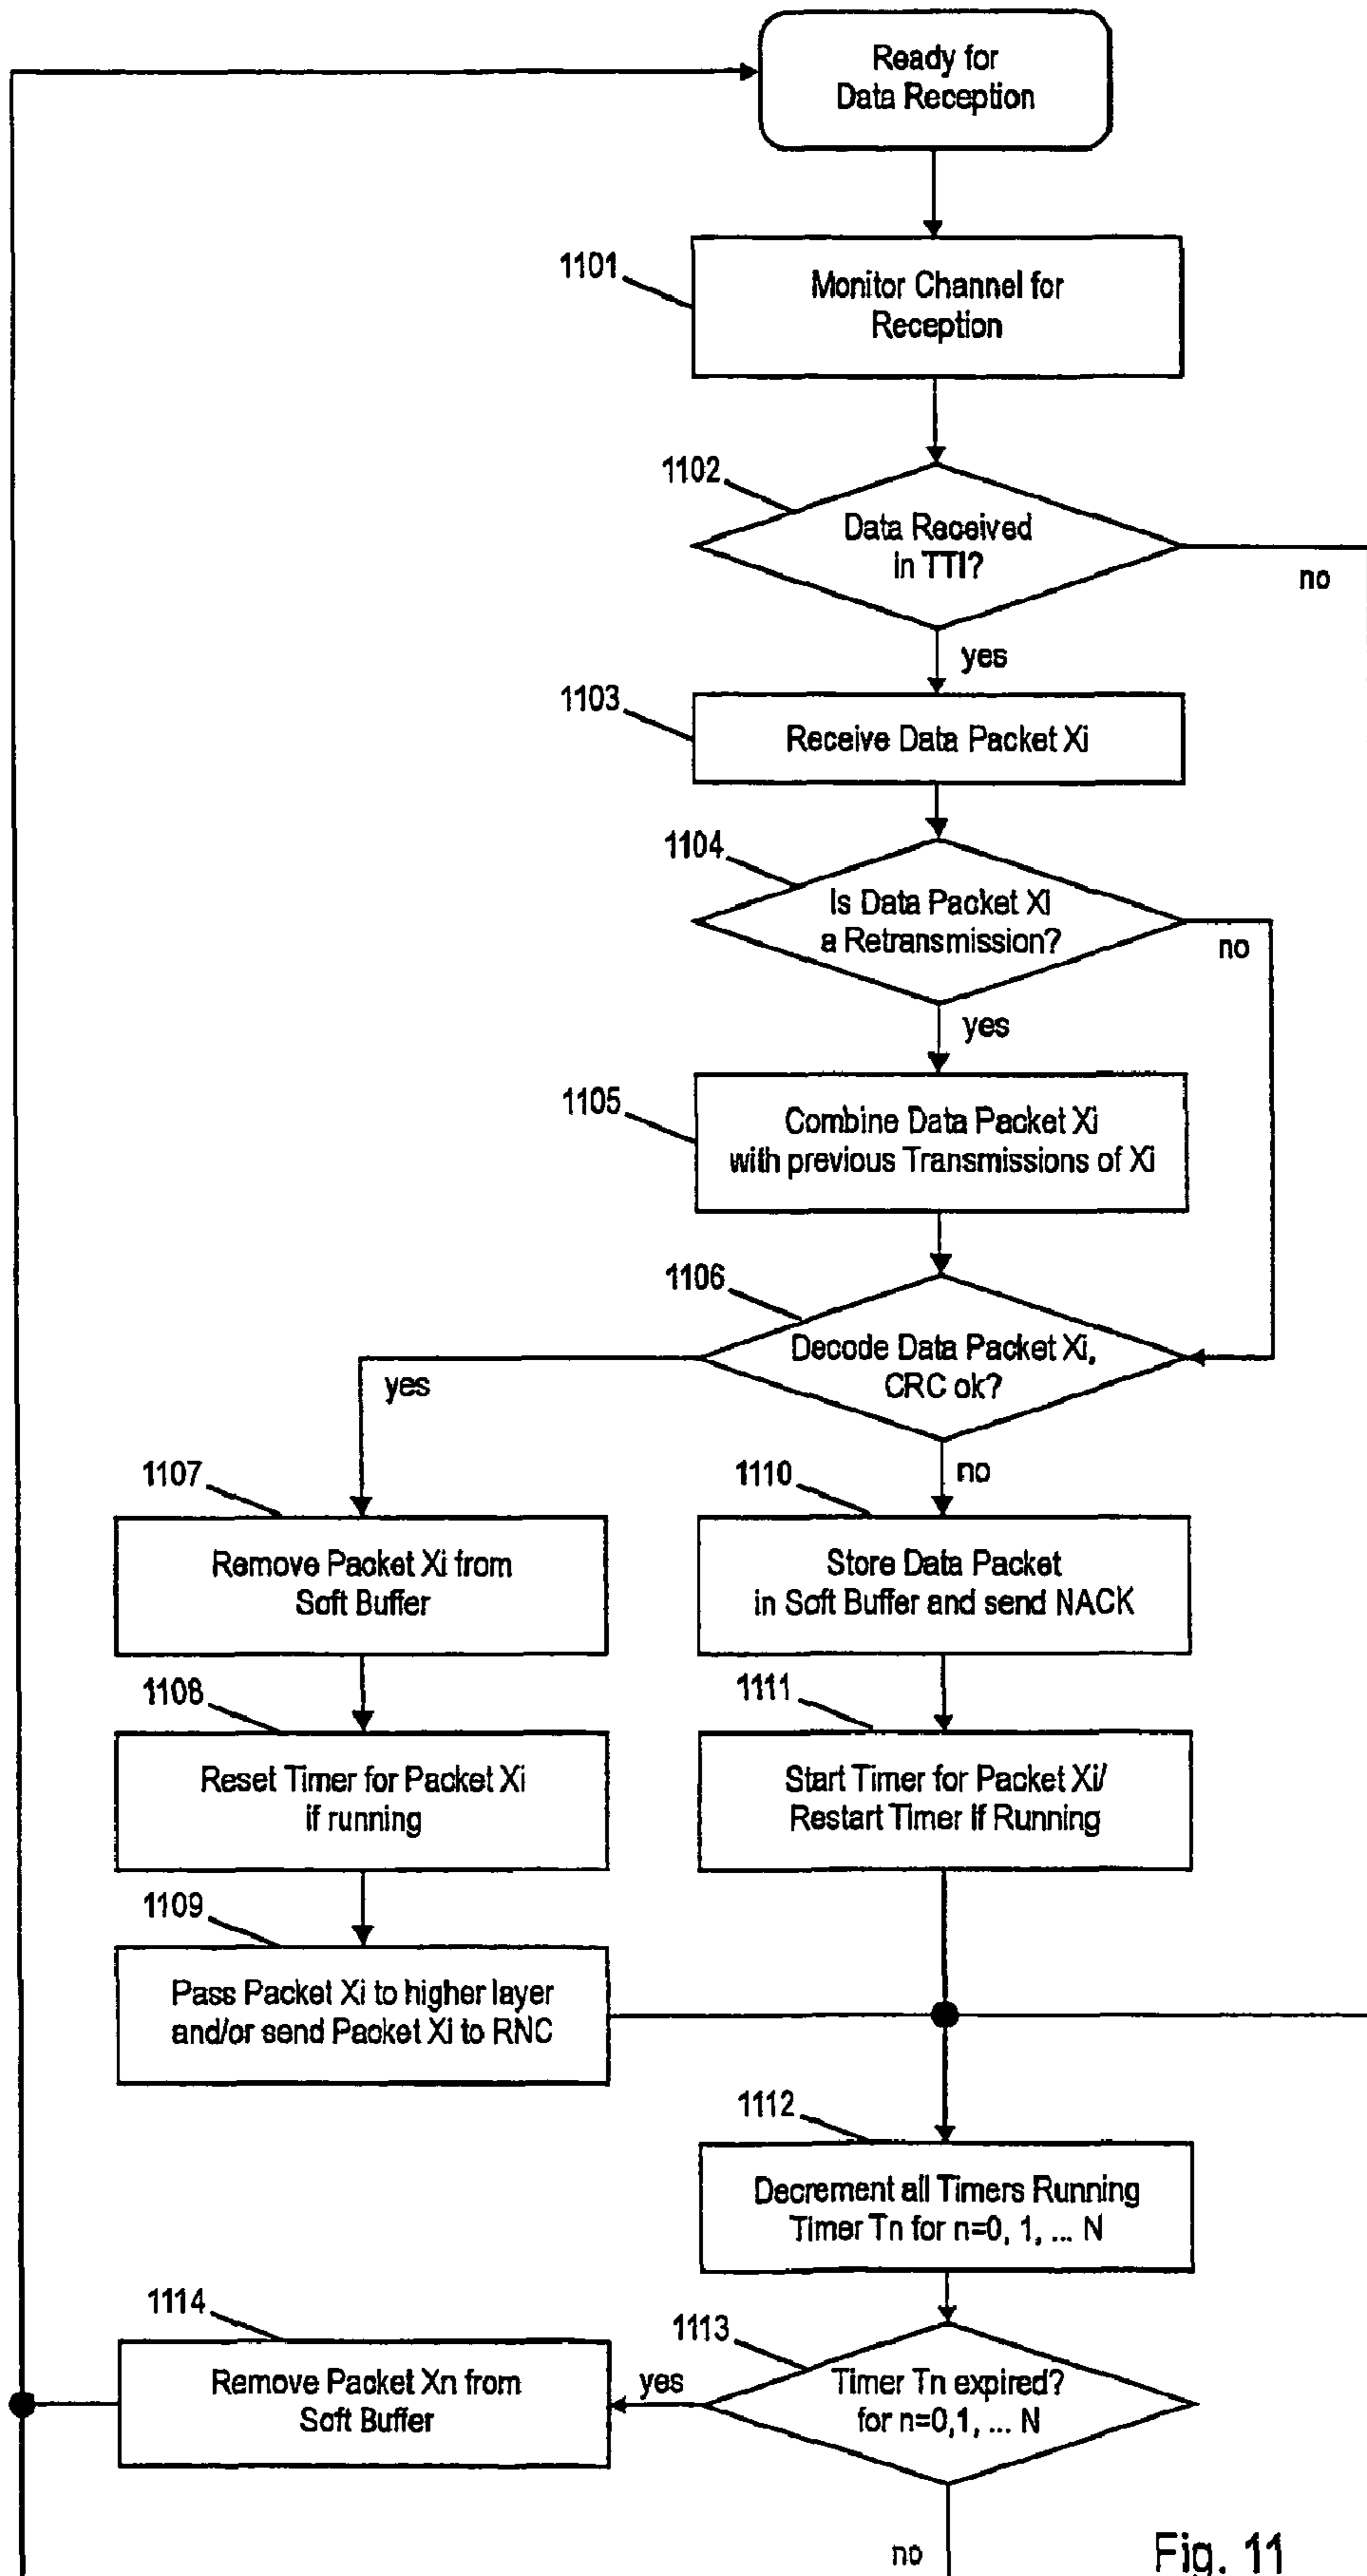 Ready for
Data Reception
1101
Monitor Channel for
Reception
1102
Data Received
in TTI?
no
yes
1103
Receive Data Packet Xi
1104
Is Data Packet Xi
a Retransmission?
no
yes
1105
Combine Data Packet Xi
with previous Transmissions of Xi
1106
Decode Data Packet Xi,
CRC ok?
yes
no
1107
Remove Packet Xi from
Soft Buffer
1110
Store Data Packet
in Soft Buffer and send NACK
1108
Reset Timer for Packet Xi
if running
1111
Start Timer for Packet Xi/
Restart Timer if Running
1109
Pass Packet Xi to higher layer
and/or send Packet Xi to RNC
1112
Decrement all Timers Running
Timer Tn for n=0, 1, ... N
1114
Remove Packet Xn from
Soft Buffer
yes
1113
Timer Tn expired?
for n=0,1, ... N
no
Fig. 11